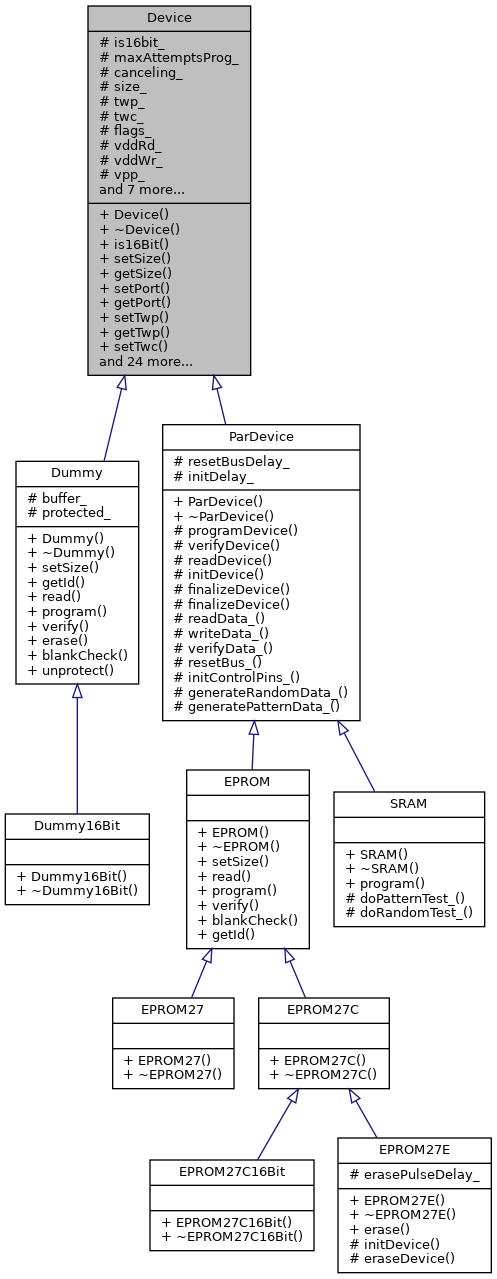 Device
# is16bit_
# maxAttemptsProg_
# canceling_
# size_
# twp_
# twc_
# flags_
# vddRd_
# vddWr_
# vpp_
and 7 more...
+ Device()
+ ~Device()
+ is16Bit()
+ setSize()
+ getSize()
+ setPort()
+ getPort()
+ setTwp()
+ getTwp()
+ setTwc()
and 24 more...
Dummy
# buffer_
# protected_
+ Dummy()
+ ~Dummy()
+ setSize()
+ getId()
+ read()
+ program()
+ verify()
+ erase()
+ blankCheck()
+ unprotect()
ParDevice
# resetBusDelay_
# initDelay_
+ ParDevice()
+ ~ParDevice()
# programDevice()
# verifyDevice()
# readDevice()
# initDevice()
# finalizeDevice()
# finalizeDevice()
# readData_()
# writeData_()
# verifyData_()
# resetBus_()
# initControlPins_()
# generateRandomData_()
# generatePatternData_()
Dummy16Bit
+ Dummy16Bit()
+ ~Dummy16Bit()
EPROM
+ EPROM()
+ ~EPROM()
+ setSize()
+ read()
+ program()
+ verify()
+ blankCheck()
+ getId()
SRAM
+ SRAM()
+ ~SRAM()
+ program()
# doPatternTest_()
# doRandomTest_()
EPROM27
+ EPROM27()
+ ~EPROM27()
EPROM27C
+ EPROM27C()
+ ~EPROM27C()
EPROM27C16Bit
+ EPROM27C16Bit()
+ ~EPROM27C16Bit()
EPROM27E
# erasePulseDelay_
+ EPROM27E()
+ ~EPROM27E()
+ erase()
# initDevice()
# eraseDevice()